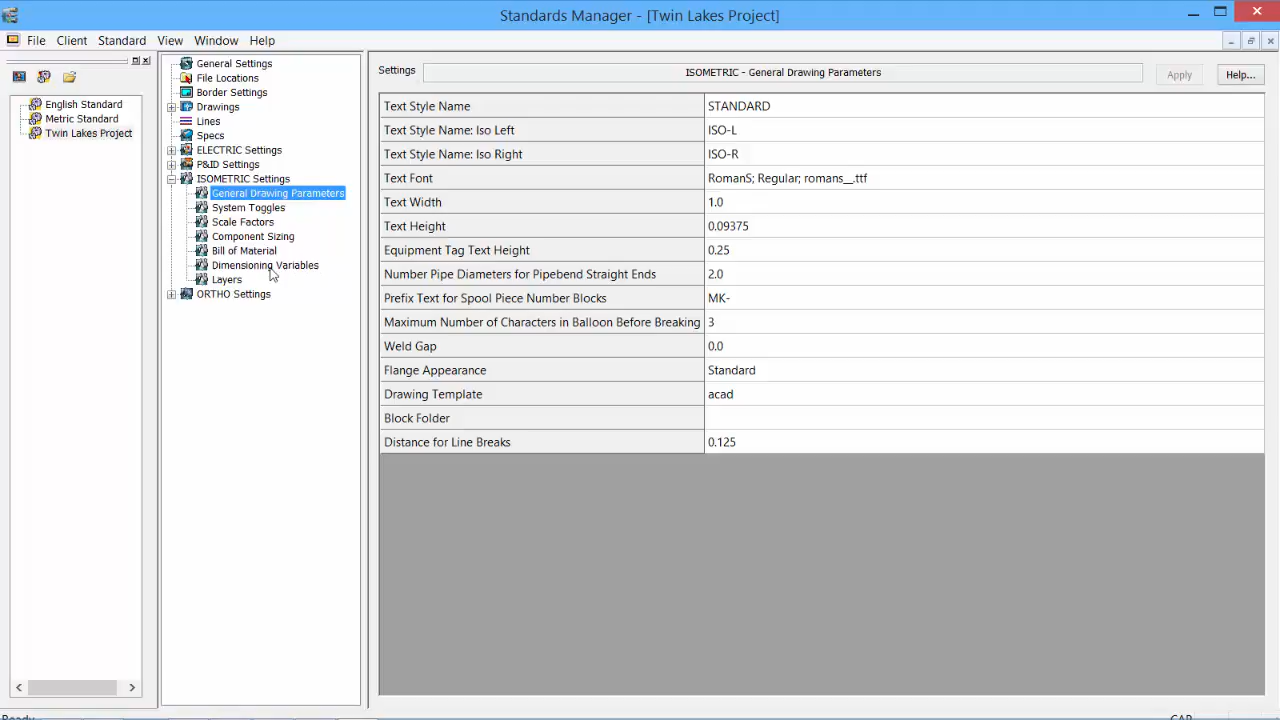 Standards Manager - [Twin Lakes Project]
File Client Standard View Window Help
English Standard
Metric Standard
Twin Lakes Project
General Settings
File Locations
Border Settings
Drawings
Lines
Specs
ELECTRIC Settings
P&ID Settings
ISOMETRIC Settings
General Drawing Parameters
System Toggles
Scale Factors
Component Sizing
Bill of Material
Dimensioning Variables
Layers
ORTHO Settings
Settings ISOMETRIC - General Drawing Parameters Apply Help...
Text Style Name STANDARD
Text Style Name: Iso Left ISO-L
Text Style Name: Iso Right ISO-R
Text Font RomanS; Regular; romans__.ttf
Text Width 1.0
Text Height 0.09375
Equipment Tag Text Height 0.25
Number Pipe Diameters for Pipebend Straight Ends 2.0
Prefix Text for Spool Piece Number Blocks MK-
Maximum Number of Characters in Balloon Before Breaking 3
Weld Gap 0.0
Flange Appearance Standard
Drawing Template acad
Block Folder
Distance for Line Breaks 0.125
Ready CAP